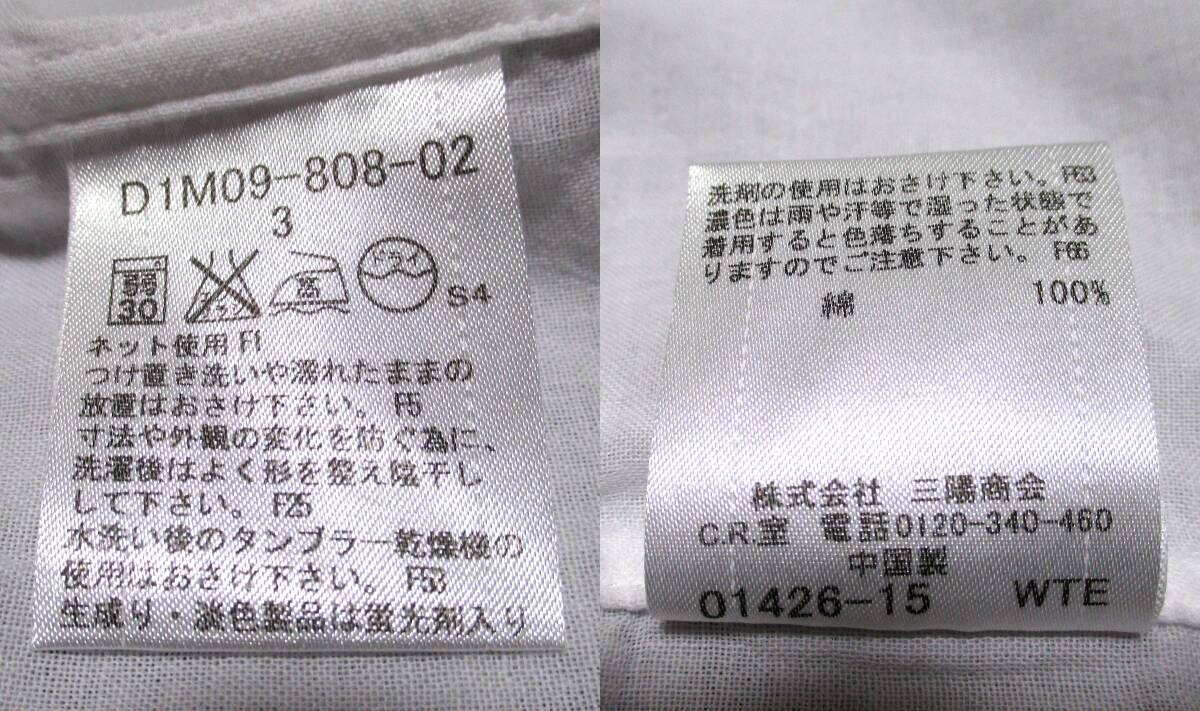 D1M09-808-02
3
弱
30
エンソ
サラシ
高
ドライ
S4
ネット使用 F1
つけ置き洗いや濡れたままの
放置はおさけ下さい。 F5
寸法や外観の変化を防ぐ為に、
洗濯後はよく形を整え陰干し
して下さい。 F25
水洗い後のタンブラー乾燥機の
使用はおさけ下さい。 F53
生成り・淡色製品は蛍光剤入り
洗剤の使用はおさけ下さい。 F63
濃色は雨や汗等で湿った状態で
着用すると色落ちすることがあ
りますのでご注意下さい。 F66
綿 100%
株式会社 三陽商会
C.R.室 電話0120-340-460
中国製
01426-15 WTE